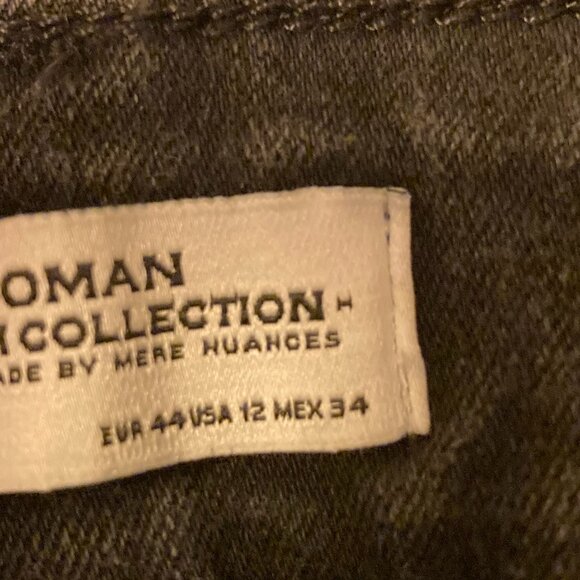 OMAN
COLLECTION H
ADE BY MERE NUANCES
EUR 44 USA 12 MEX 34